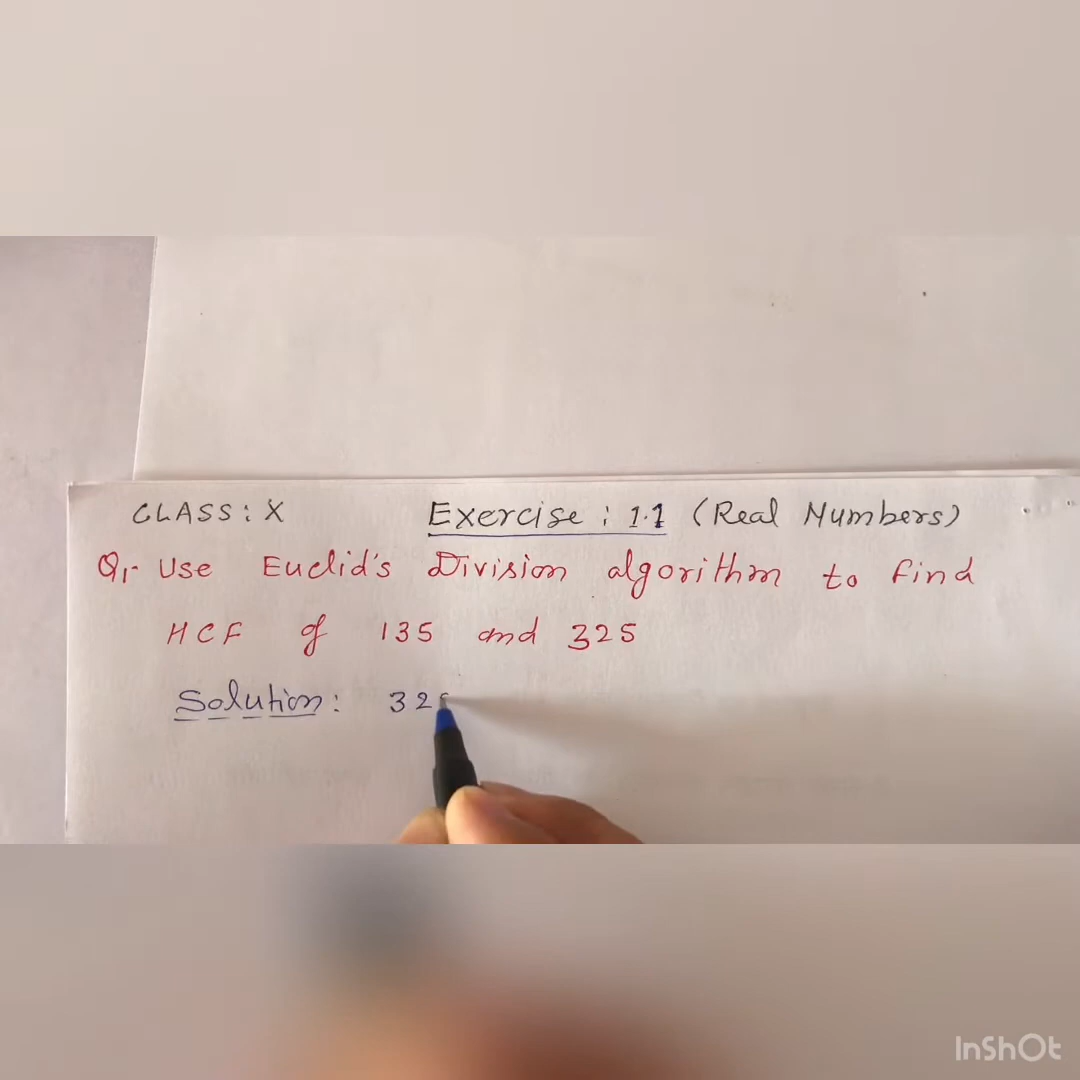 CLASS: X Exercise: 1.1 (Real Numbers)
Q1. Use Euclid's Division algorithm to find
HCF of 135 and 325
Solution: 32
InShOt